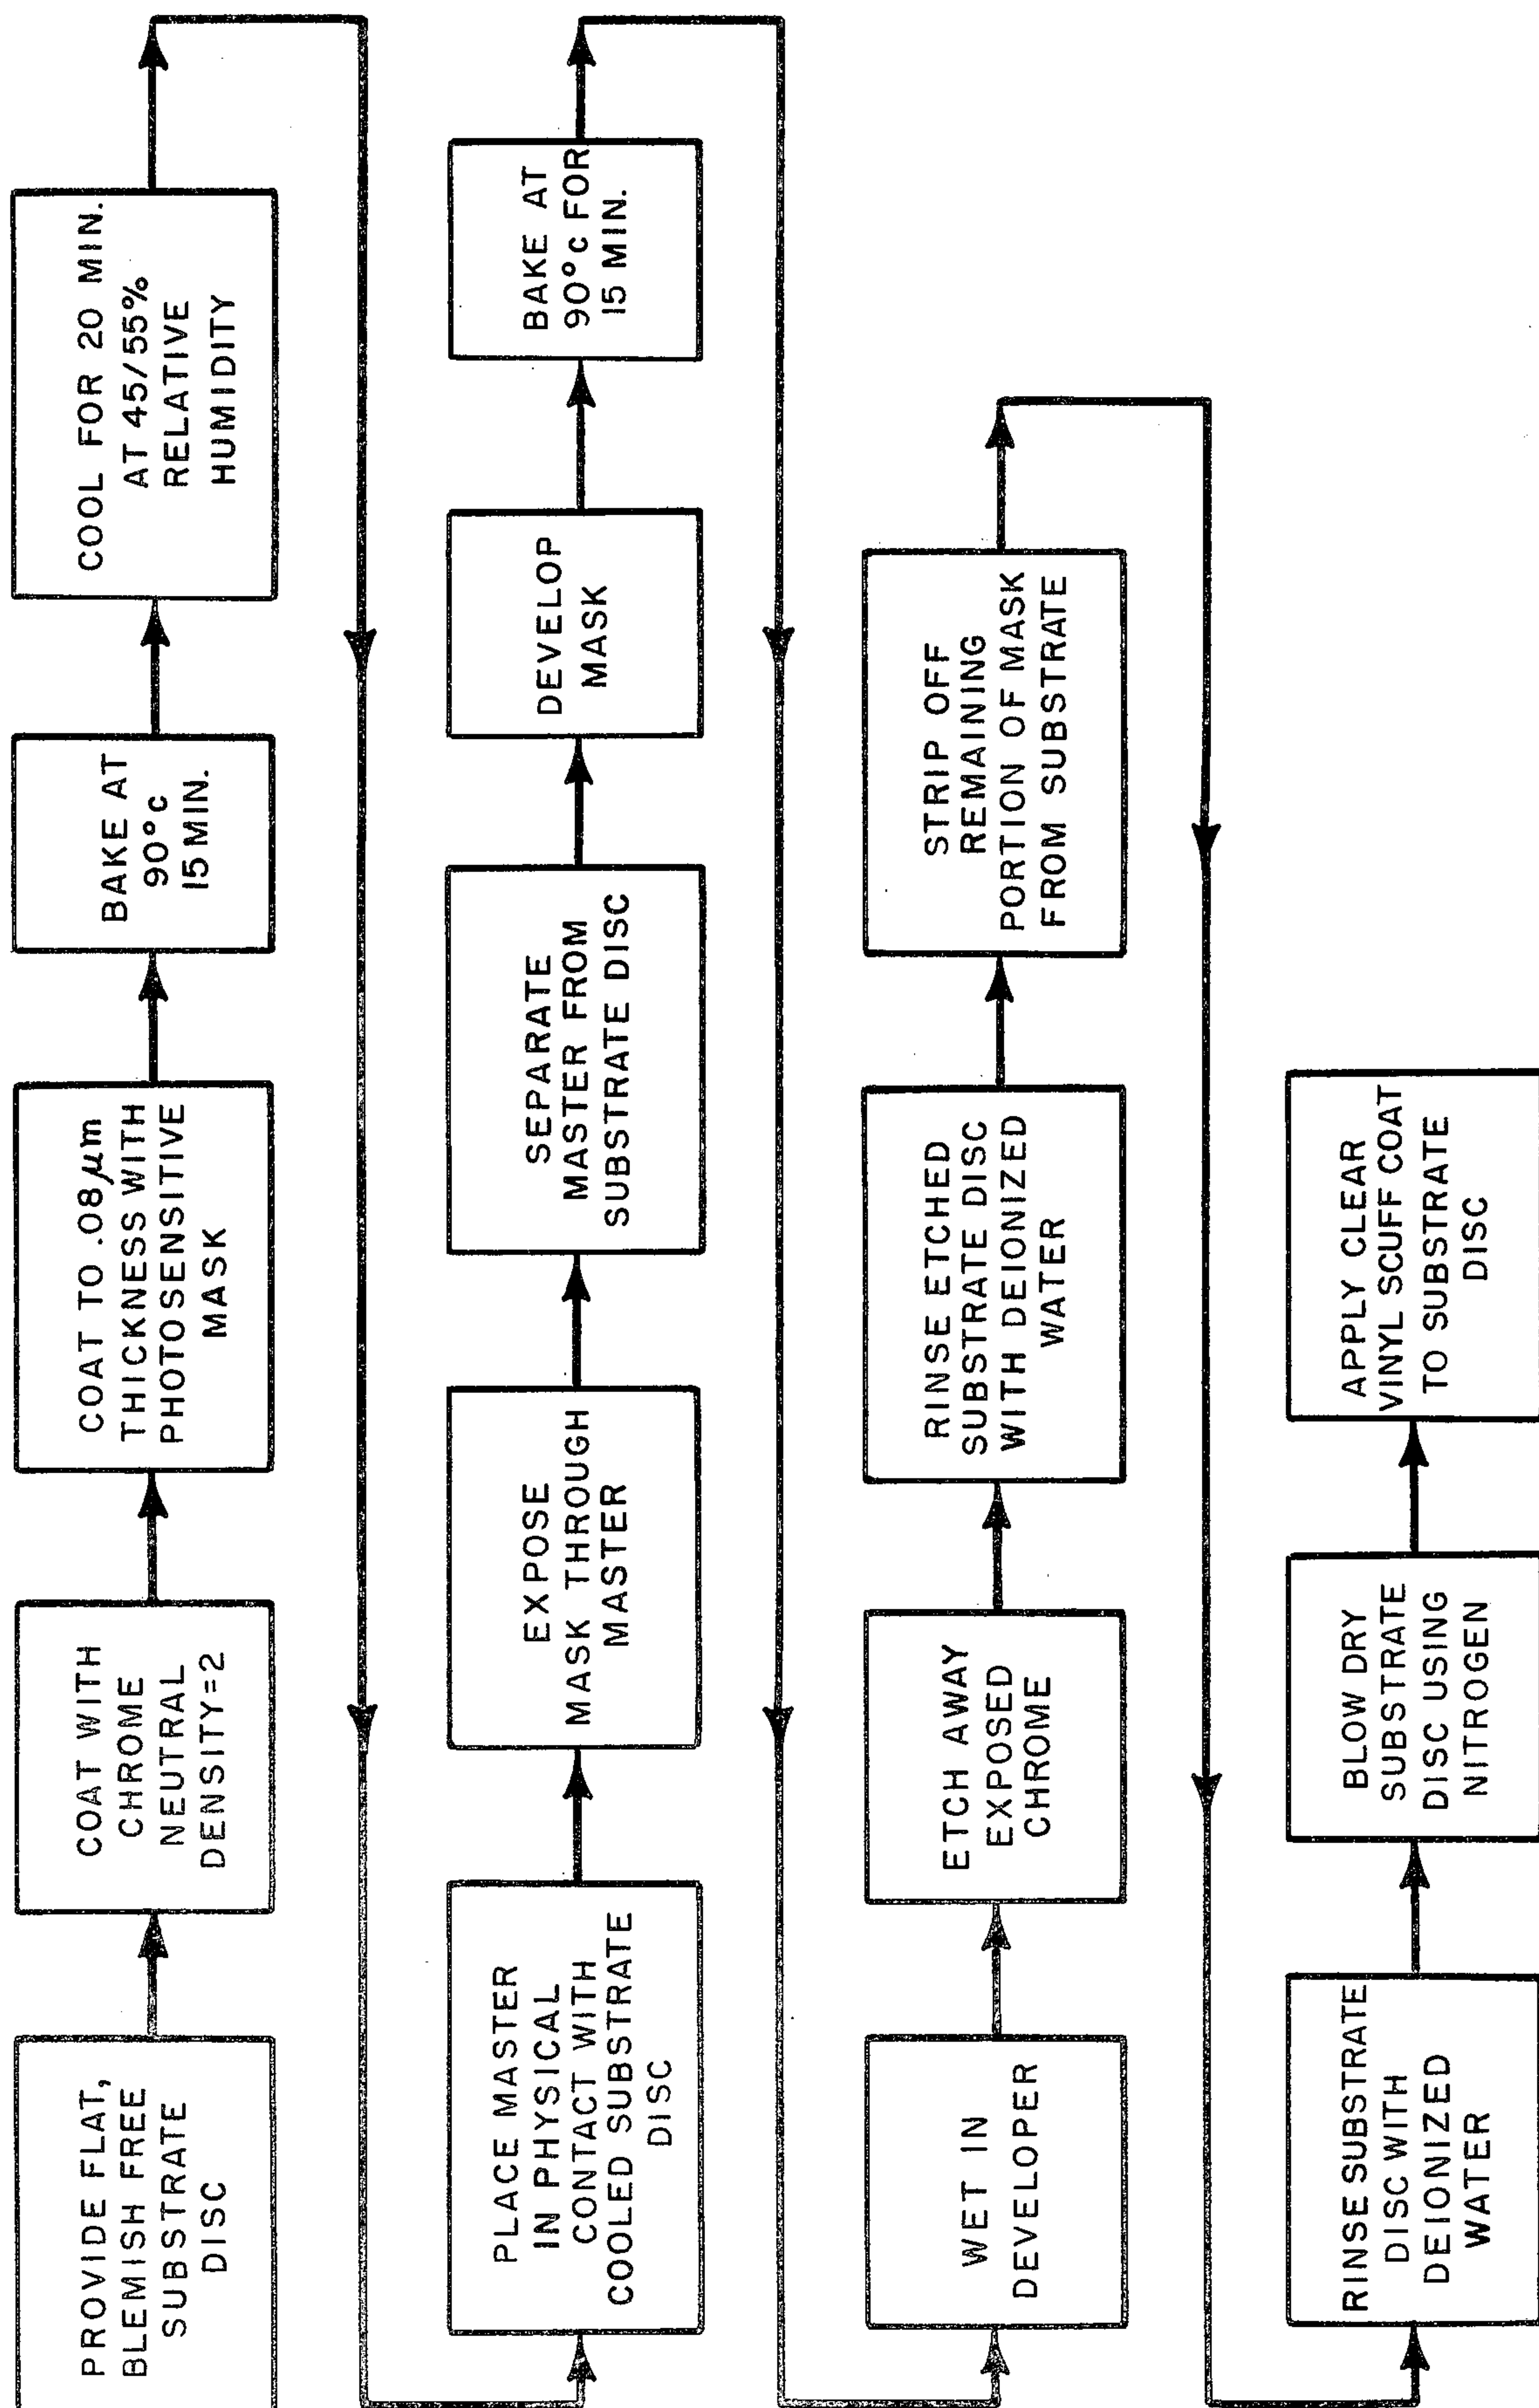 PROVIDE FLAT,
BLEMISH FREE
SUBSTRATE
DISC
COAT WITH
CHROME
NEUTRAL
DENSITY=2
COAT TO .08μm
THICKNESS WITH
PHOTOSENSITIVE
MASK
BAKE AT
90°c
15 MIN.
COOL FOR 20 MIN.
AT 45/55%
RELATIVE
HUMIDITY
PLACE MASTER
IN PHYSICAL
CONTACT WITH
COOLED SUBSTRATE
DISC
EXPOSE
MASK THROUGH
MASTER
SEPARATE
MASTER FROM
SUBSTRATE DISC
DEVELOP
MASK
BAKE AT
90°c FOR
15 MIN.
WET IN
DEVELOPER
ETCH AWAY
EXPOSED
CHROME
RINSE ETCHED
SUBSTRATE DISC
WITH DEIONIZED
WATER
STRIP OFF
REMAINING
PORTION OF MASK
FROM SUBSTRATE
RINSE SUBSTRATE
DISC WITH
DEIONIZED
WATER
BLOW DRY
SUBSTRATE
DISC USING
NITROGEN
APPLY CLEAR
VINYL SCUFF COAT
TO SUBSTRATE
DISC